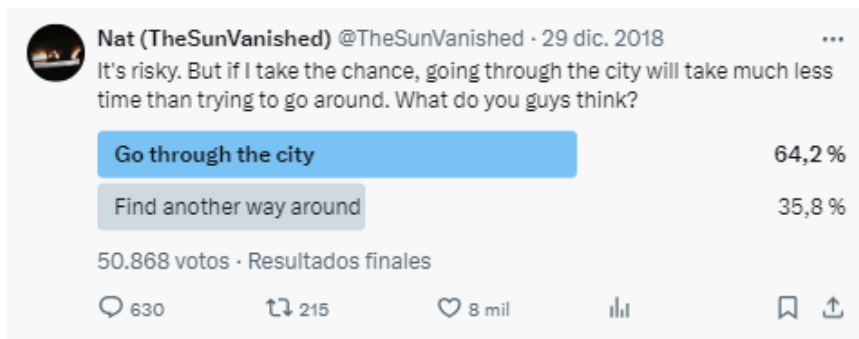 Nat (TheSunVanished) @TheSunVanished · 29 dic. 2018
It's risky. But if I take the chance, going through the city will take much less
time than trying to go around. What do you guys think?
Go through the city 64,2 %
Find another way around 35,8 %
50.868 votos · Resultados finales
630 215 8 mil